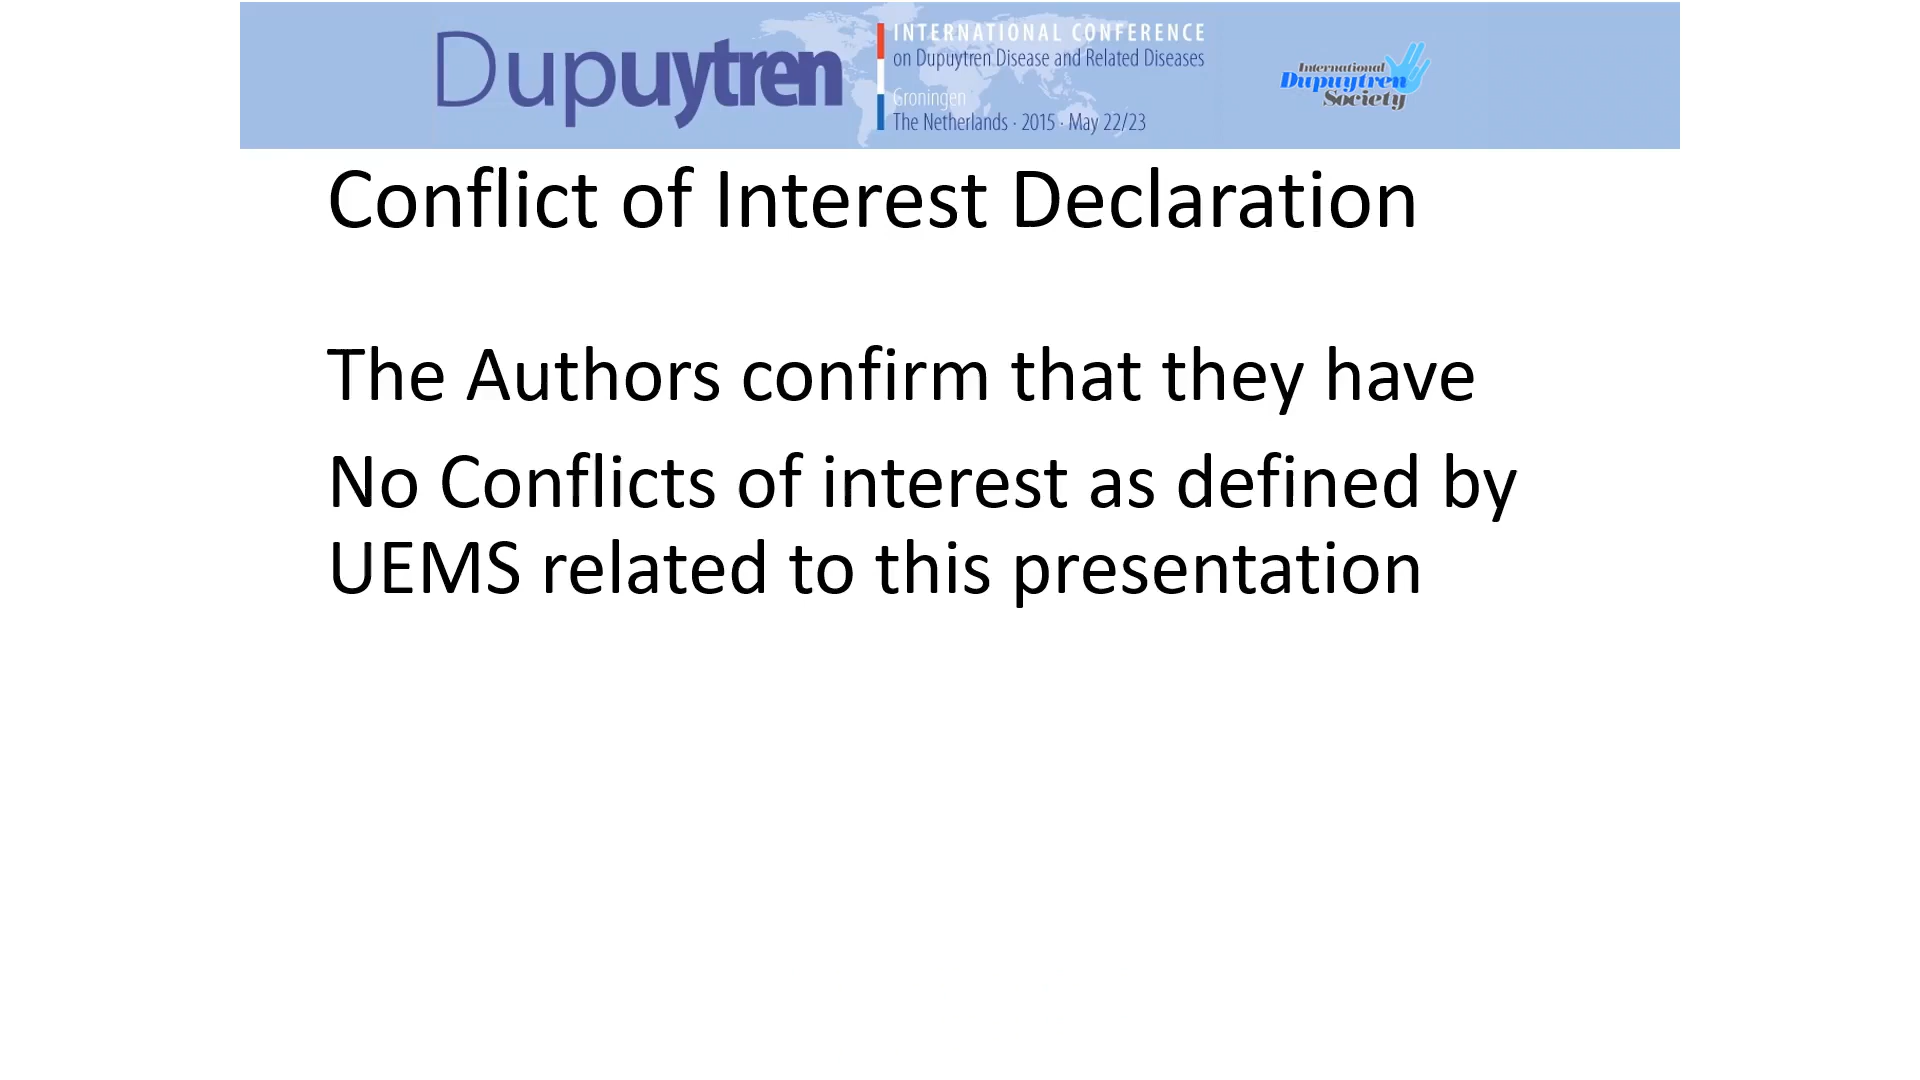 Dupuytren
INTERNATIONAL CONFERENCE
on Dupuytren Disease and Related Diseases
Groningen
The Netherlands · 2015 · May 22/23
International
Dupuytren
Society
Conflict of Interest Declaration
The Authors confirm that they have
No Conflicts of interest as defined by
UEMS related to this presentation